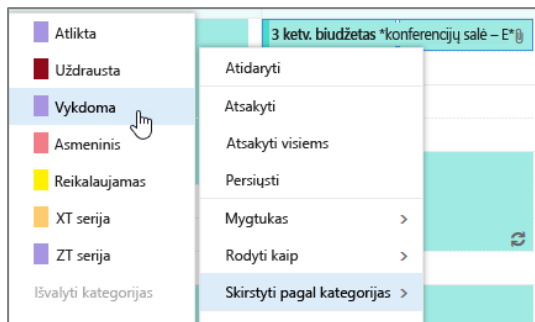 3 ketv. biudžetas *konferencijų salė – E*
Atlikta
Uždrausta
Vykdoma
Asmeninis
Reikalaujamas
XT serija
ZT serija
Išvalyti kategorijas
Atidaryti
Atsakyti
Atsakyti visiems
Persiųsti
Mygtukas
Rodyti kaip
Skirstyti pagal kategorijas